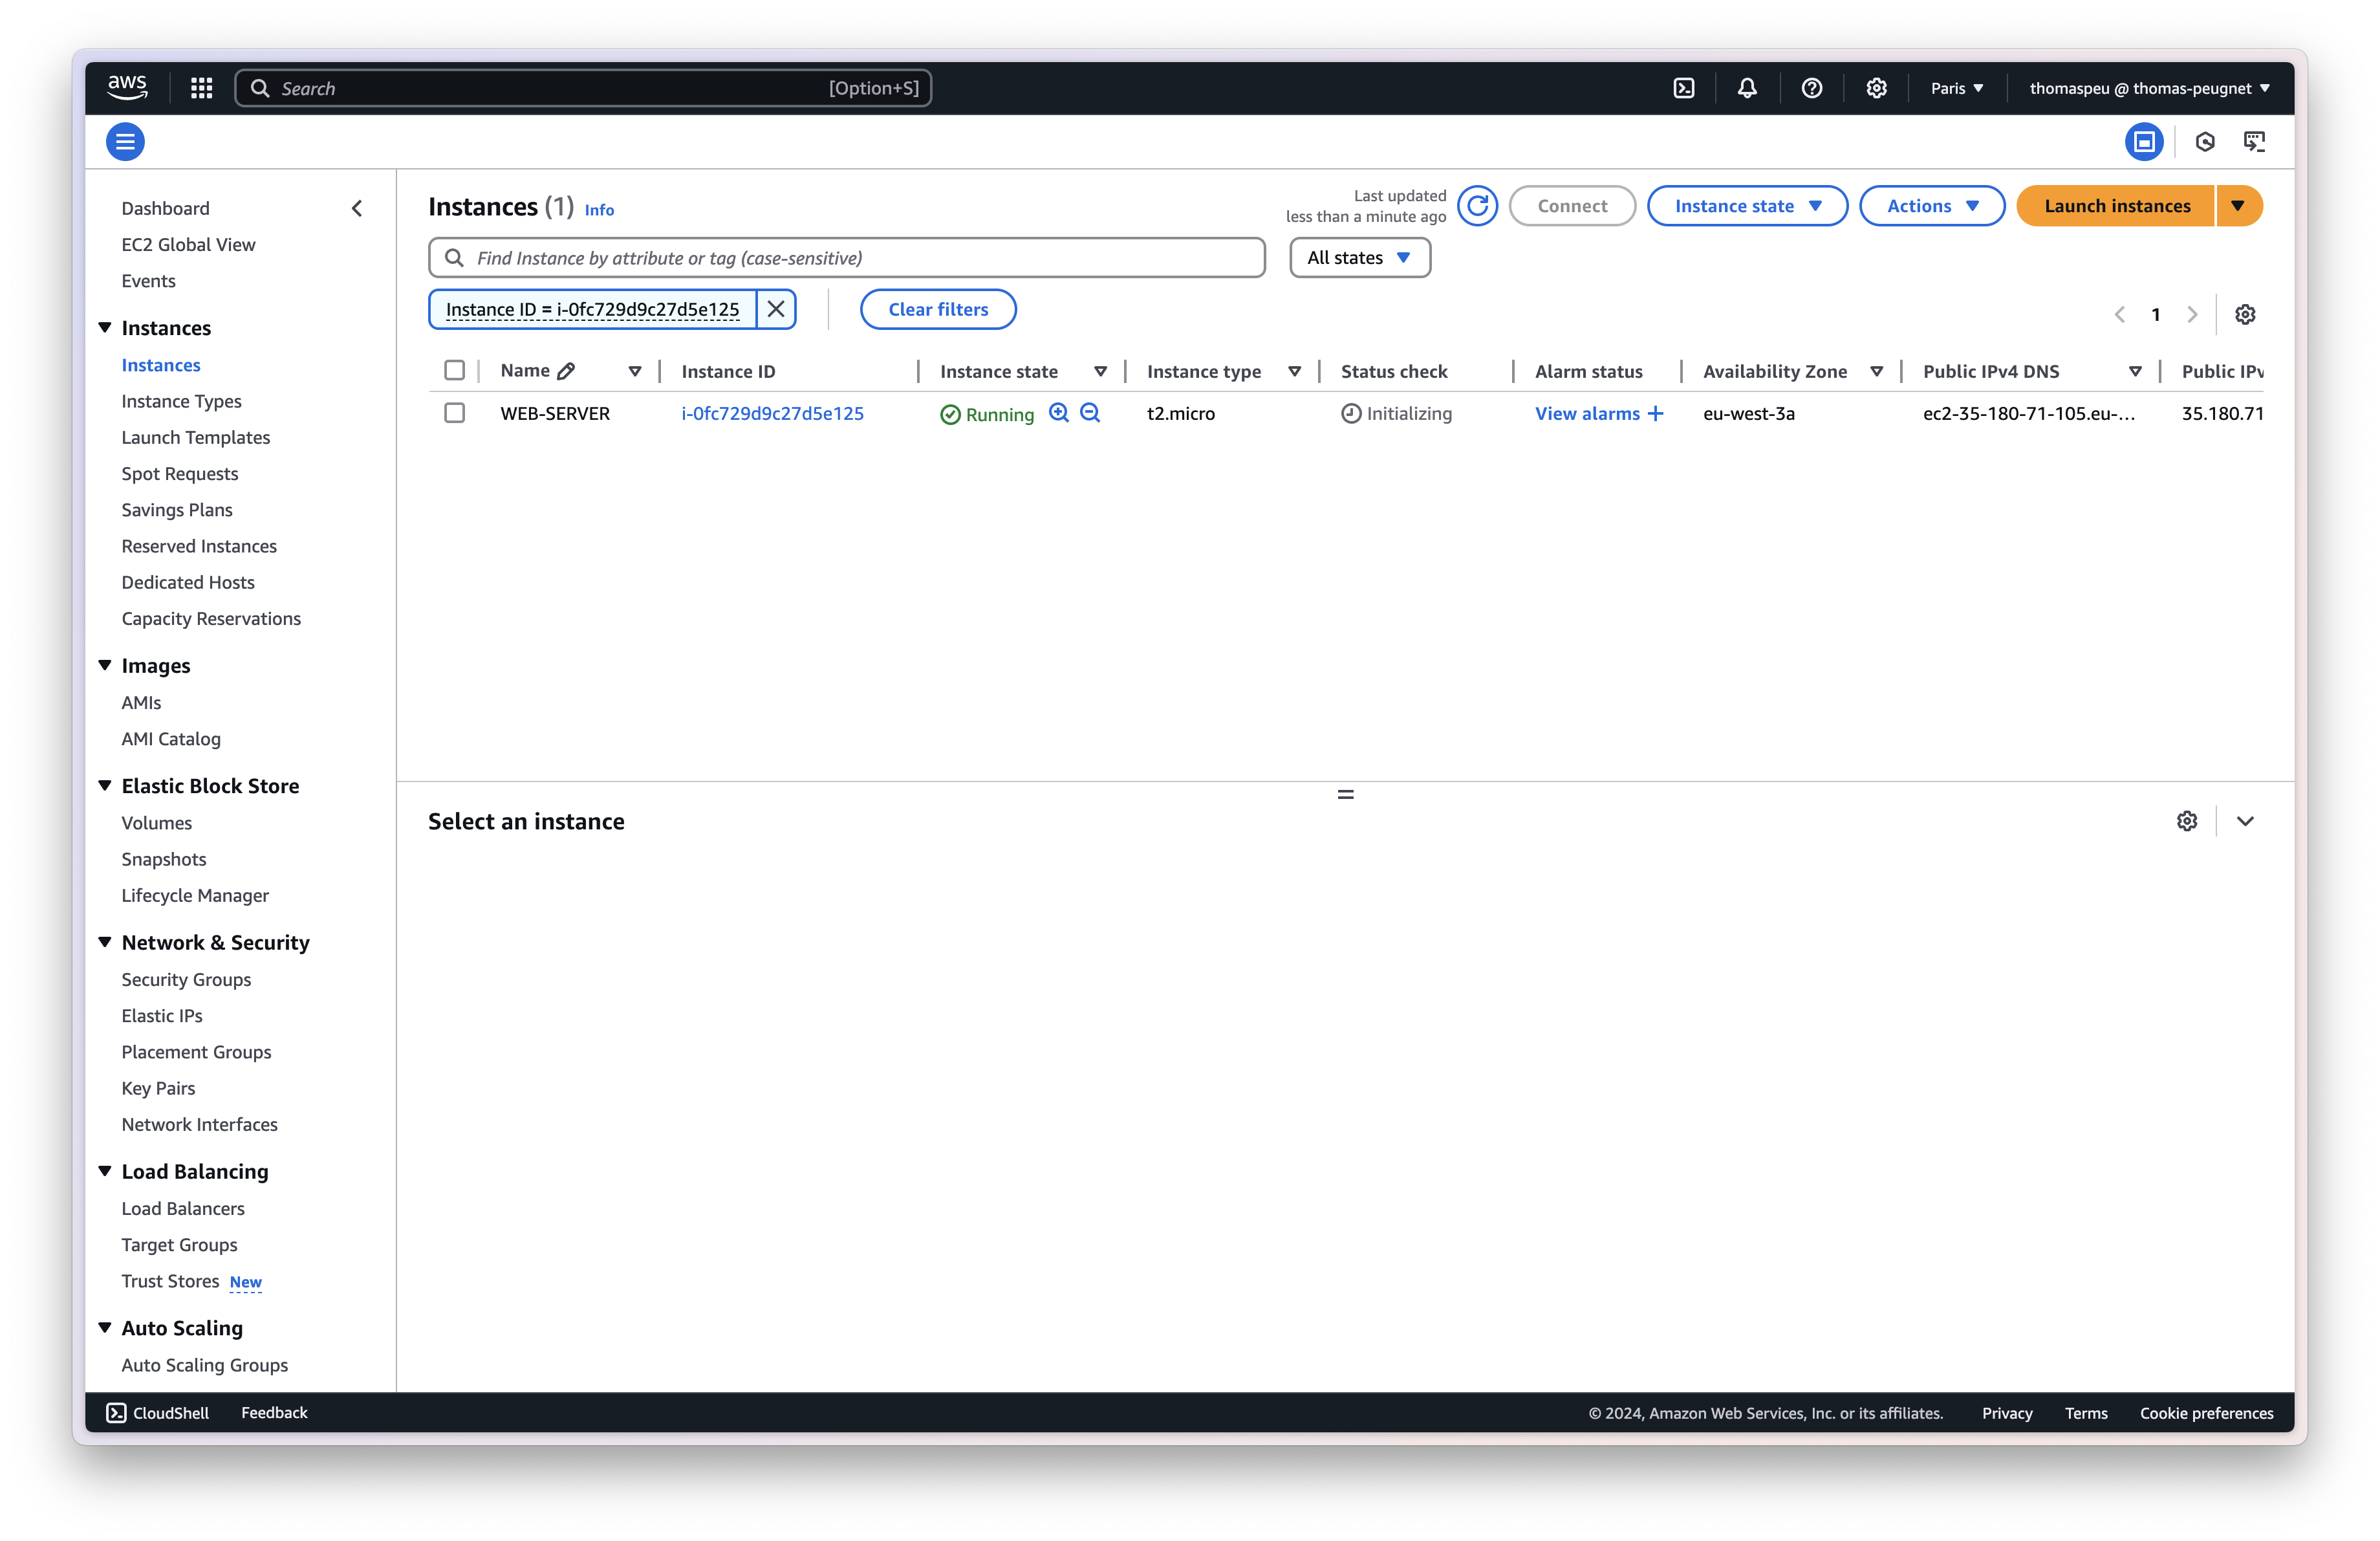 aws
Search [Option+S]
Paris
thomaspeu @ thomas-peugnet
Dashboard
EC2 Global View
Events
Instances
Instances
Instance Types
Launch Templates
Spot Requests
Savings Plans
Reserved Instances
Dedicated Hosts
Capacity Reservations
Images
AMIs
AMI Catalog
Elastic Block Store
Volumes
Snapshots
Lifecycle Manager
Network & Security
Security Groups
Elastic IPs
Placement Groups
Key Pairs
Network Interfaces
Load Balancing
Load Balancers
Target Groups
Trust Stores New
Auto Scaling
Auto Scaling Groups
Instances (1) Info
Last updated
less than a minute ago
Connect
Instance state
Actions
Launch instances
Find Instance by attribute or tag (case-sensitive)
All states
Instance ID = i-0fc729d9c27d5e125
Clear filters
1
Name Instance ID Instance state Instance type Status check Alarm status Availability Zone Public IPv4 DNS Public IPv
WEB-SERVER i-0fc729d9c27d5e125 Running t2.micro Initializing View alarms + eu-west-3a ec2-35-180-71-105.eu-... 35.180.71
Select an instance
CloudShell Feedback
© 2024, Amazon Web Services, Inc. or its affiliates. Privacy Terms Cookie preferences